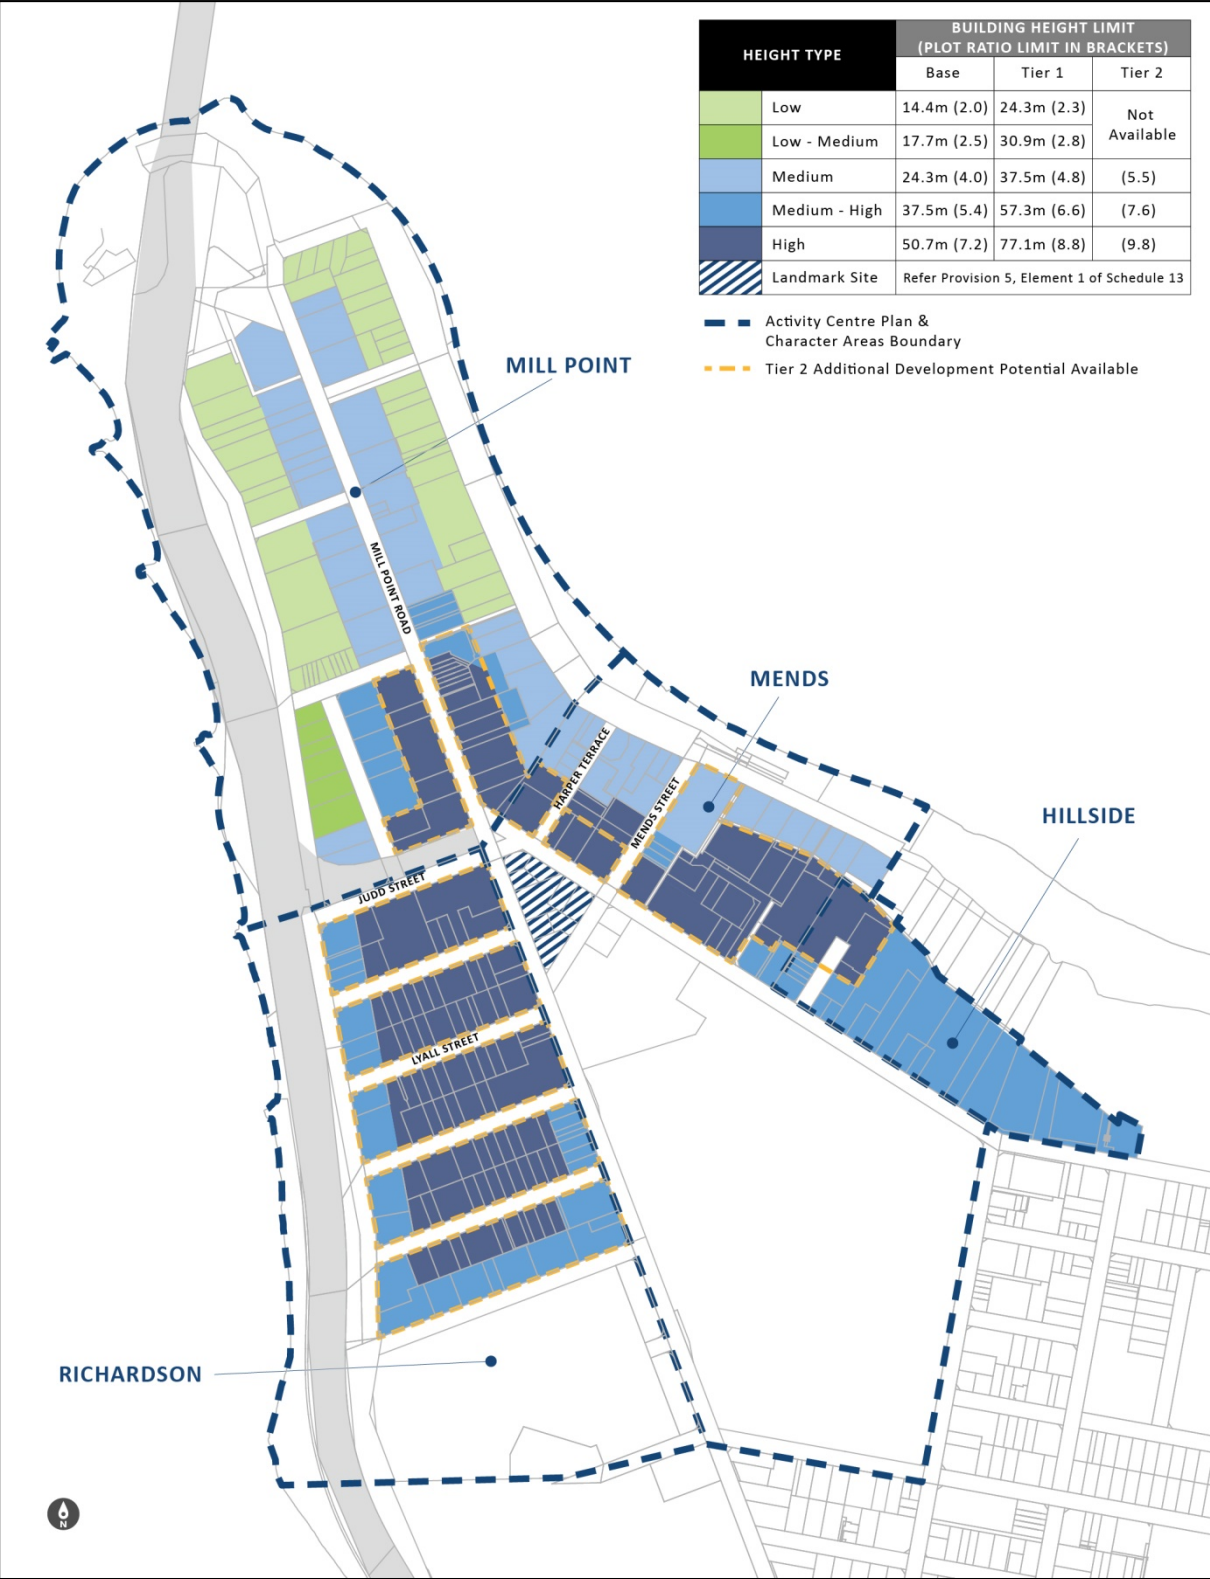 BUILDING HEIGHT LIMIT
(PLOT RATIO LIMIT IN BRACKETS)
HEIGHT TYPE
Base Tier 1 Tier 2
Low 14.4m (2.0) 24.3m (2.3) Not Available
Low - Medium 17.7m (2.5) 30.9m (2.8)
Medium 24.3m (4.0) 37.5m (4.8) (5.5)
Medium - High 37.5m (5.4) 57.3m (6.6) (7.6)
High 50.7m (7.2) 77.1m (8.8) (9.8)
Landmark Site Refer Provision 5, Element 1 of Schedule 13
Activity Centre Plan &
Character Areas Boundary
Tier 2 Additional Development Potential Available
MILL POINT
MILL POINT ROAD
MENDS
HARPER TERRACE
MENDS STREET
HILLSIDE
JUDD STREET
LYALL STREET
RICHARDSON
N